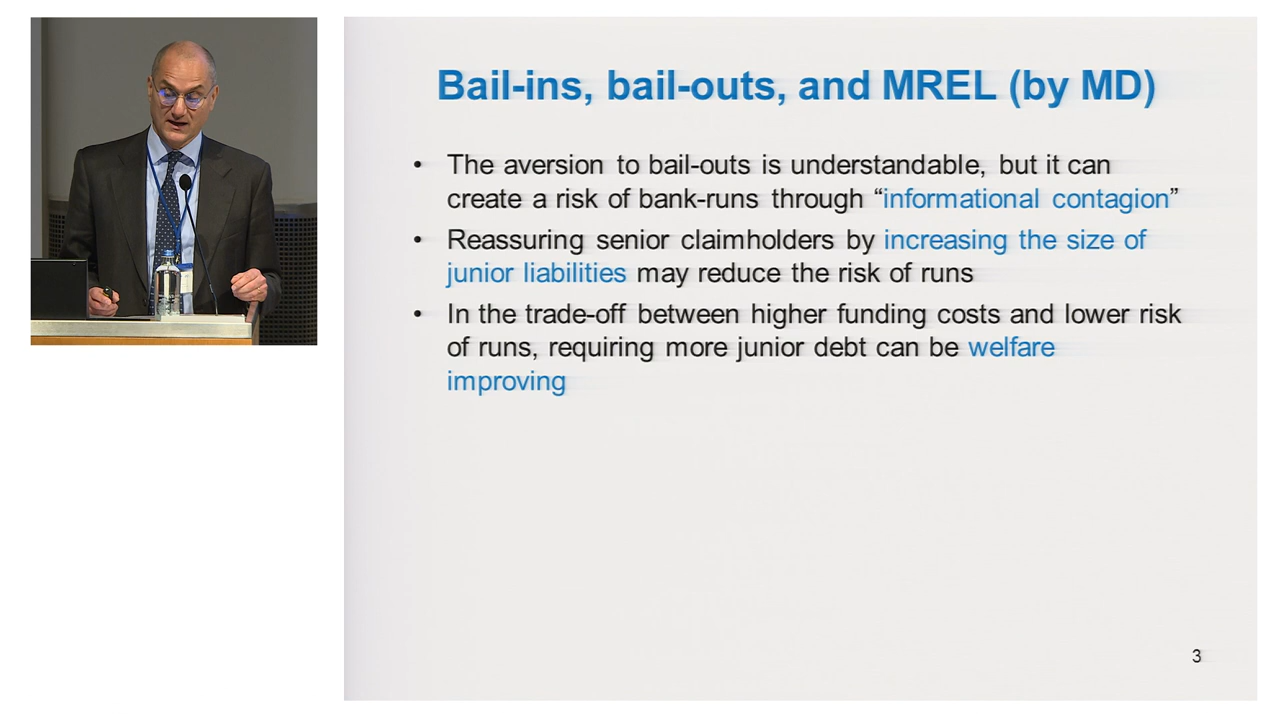 Bail-ins, bail-outs, and MREL (by MD)
• The aversion to bail-outs is understandable, but it can
create a risk of bank-runs through “informational contagion”
• Reassuring senior claimholders by increasing the size of
junior liabilities may reduce the risk of runs
• In the trade-off between higher funding costs and lower risk
of runs, requiring more junior debt can be welfare
improving
3